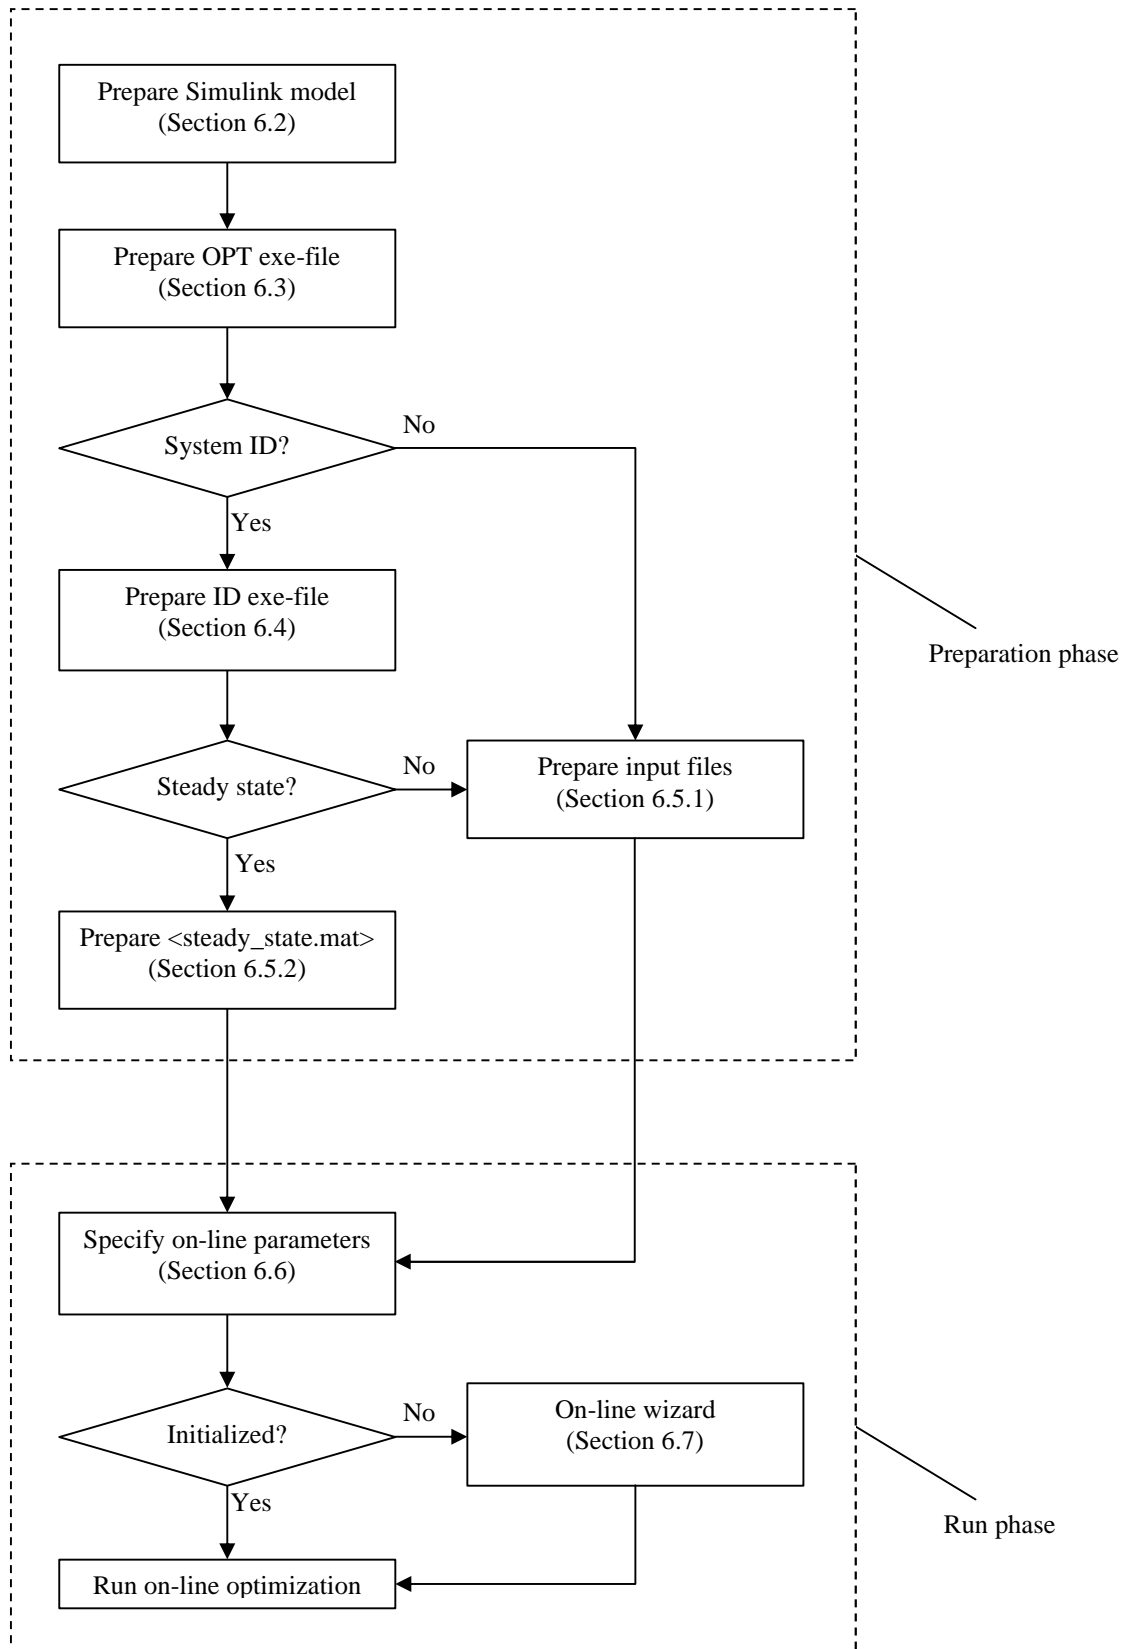 Prepare Simulink model
(Section 6.2)
Prepare OPT exe-file
(Section 6.3)
System ID?
No
Yes
Prepare ID exe-file
(Section 6.4)
Preparation phase
Steady state?
No
Prepare input files
(Section 6.5.1)
Yes
Prepare <steady_state.mat>
(Section 6.5.2)
Specify on-line parameters
(Section 6.6)
Initialized?
No
On-line wizard
(Section 6.7)
Yes
Run phase
Run on-line optimization